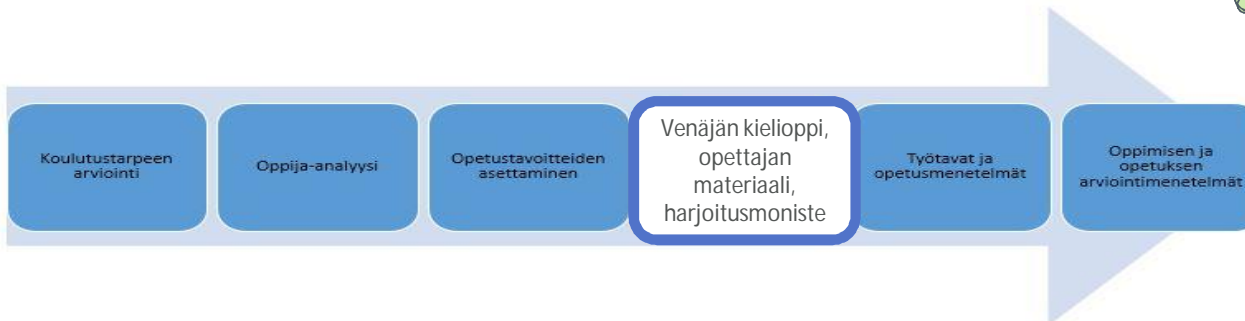 Koulutustarpeen
arviointi
Oppija-analyysi
Opetustavoitteiden
asettaminen
Venäjän kielioppi,
opettajan
materiaali,
harjoitusmoniste
Työtavat ja
opetusmenetelmät
Oppimisen ja
opetuksen
arviointimenetelmät